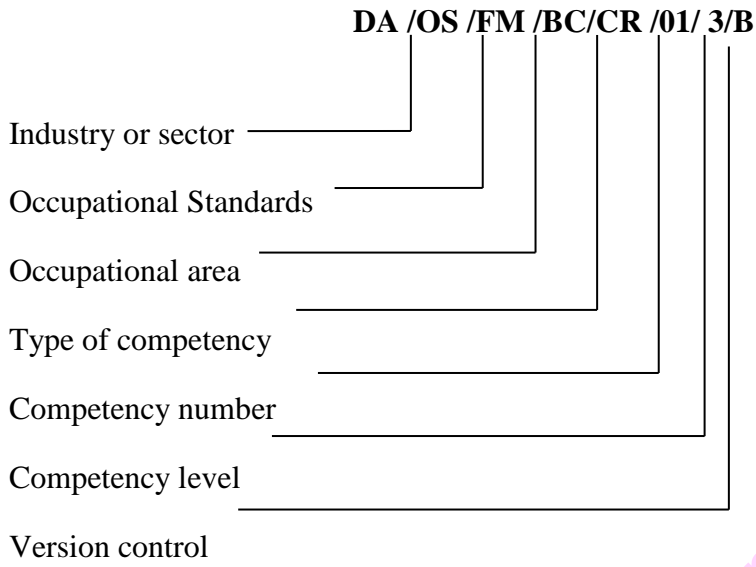 DA /OS /FM /BC/CR /01/ 3/B
Industry or sector
Occupational Standards
Occupational area
Type of competency
Competency number
Competency level
Version control